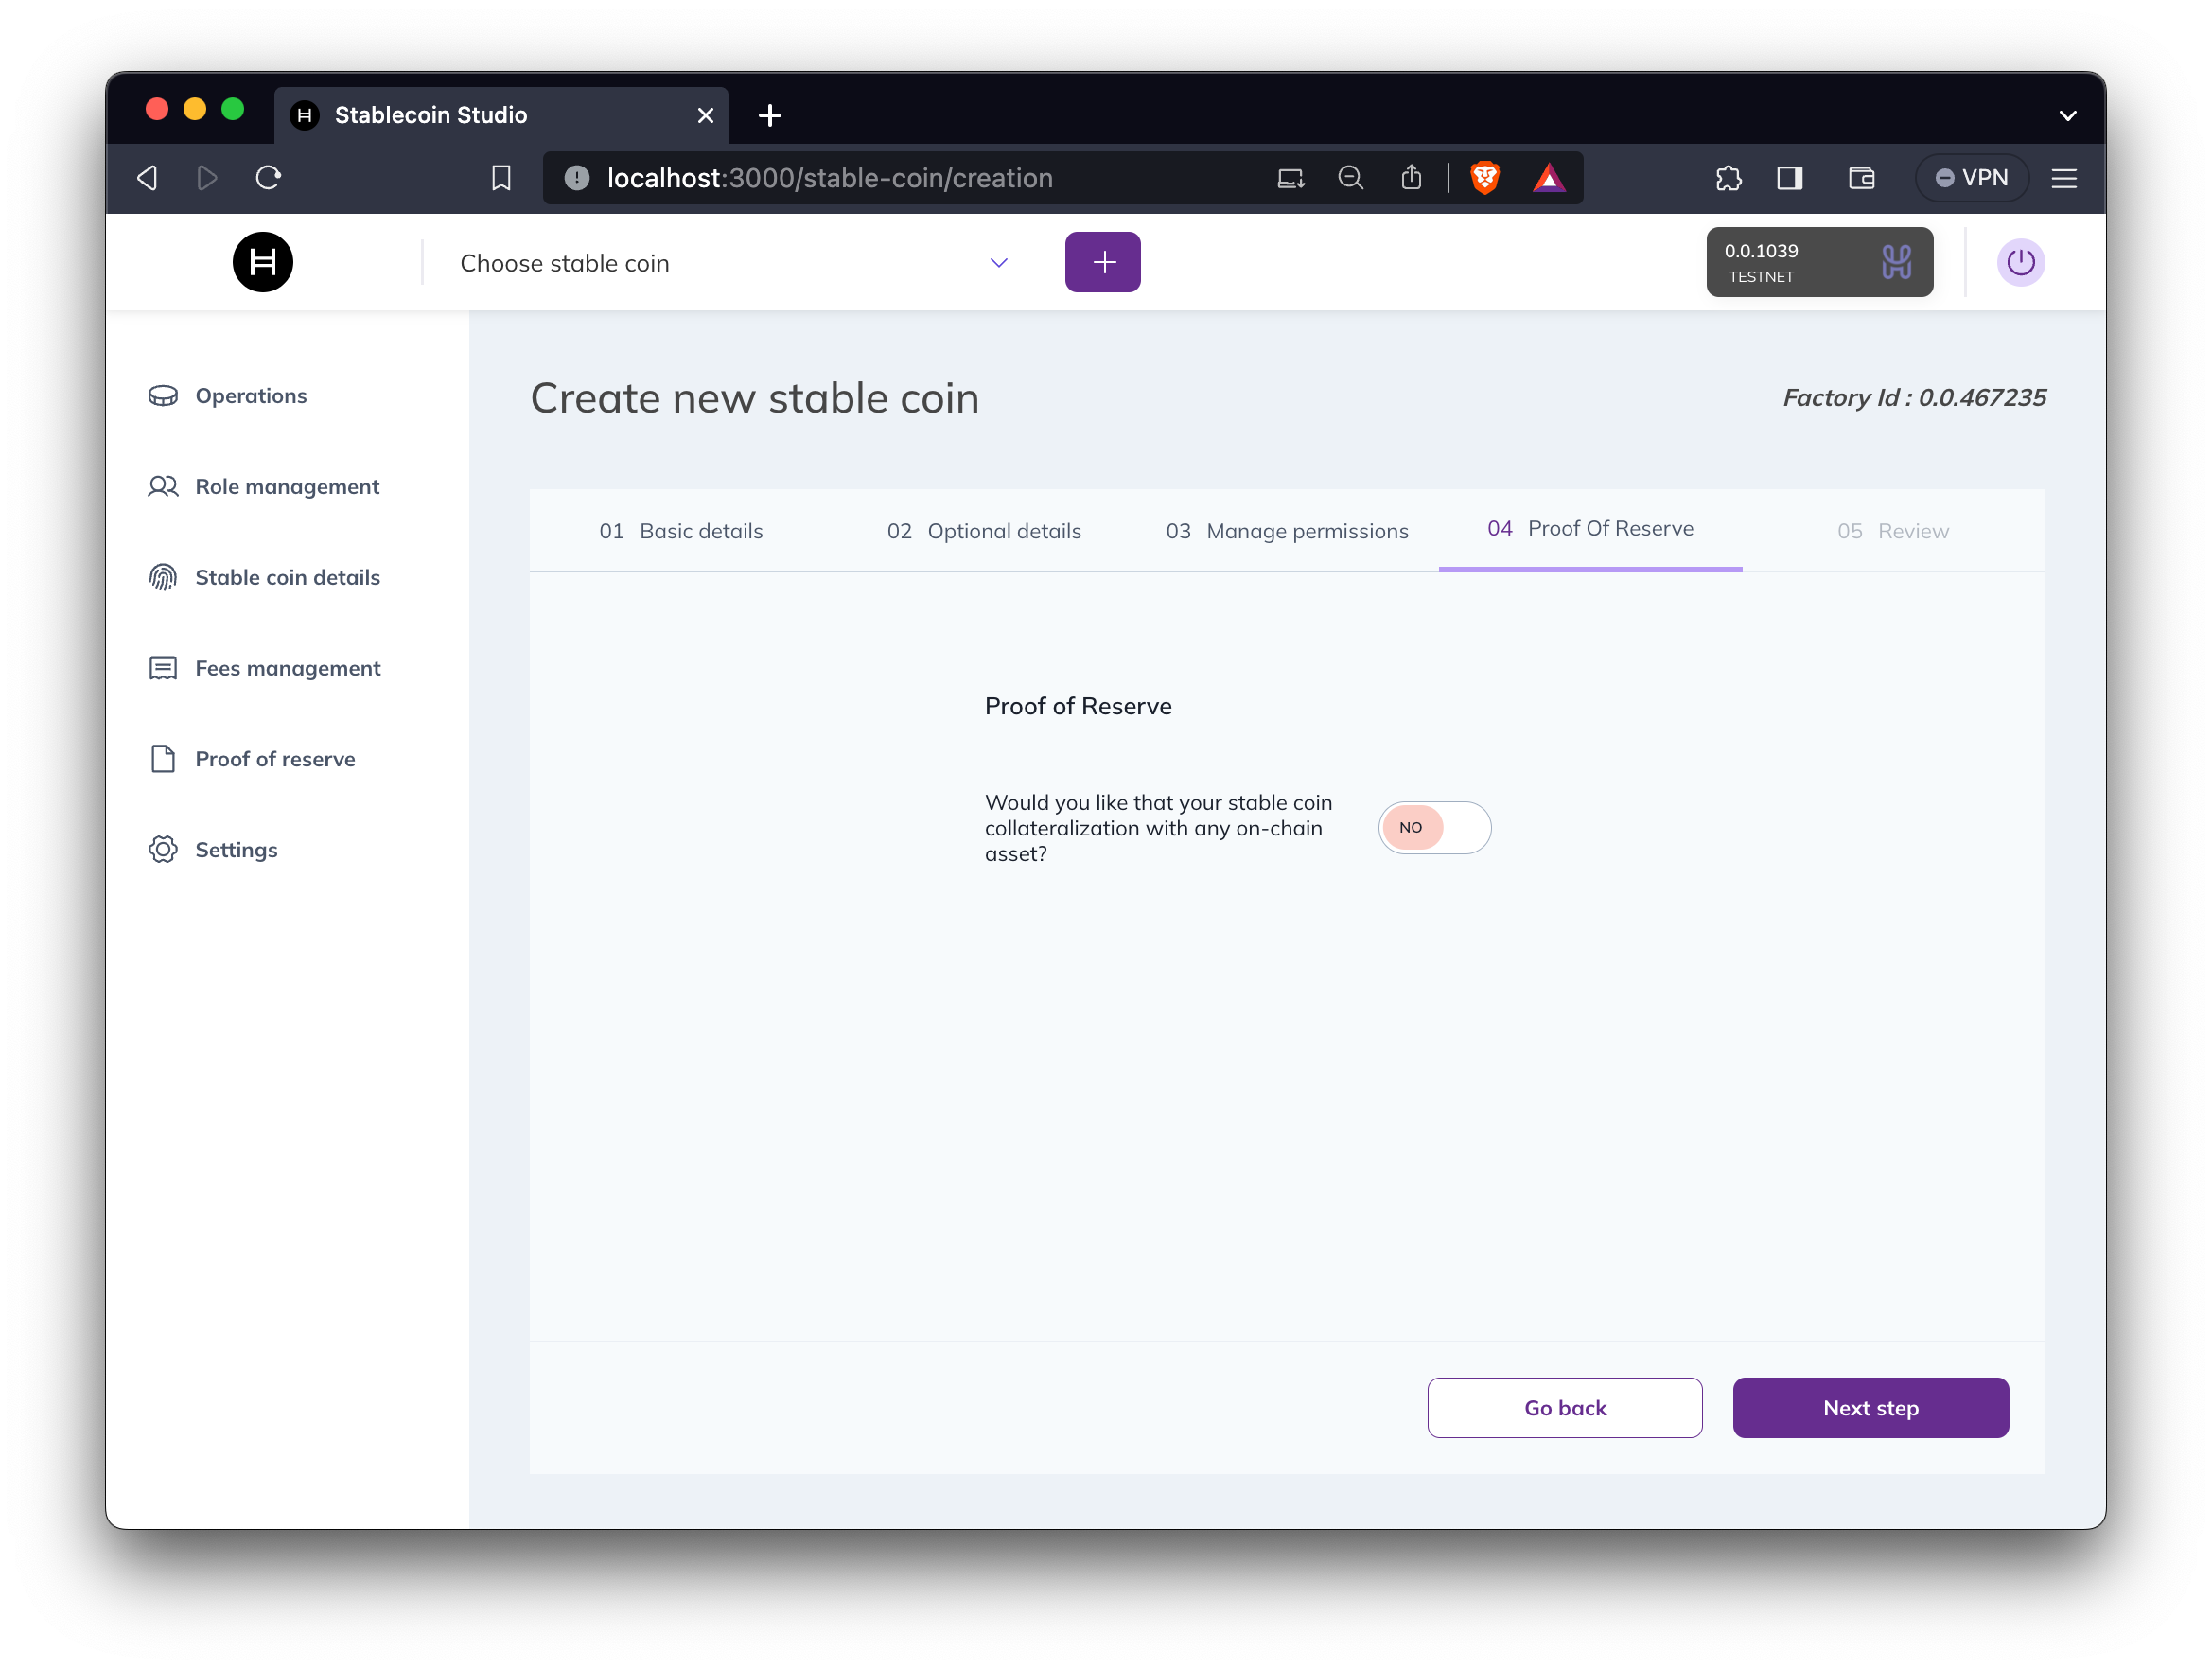 Stablecoin Studio
localhost:3000/stable-coin/creation
VPN
Choose stable coin
0.0.1039
TESTNET
Operations
Role management
Stable coin details
Fees management
Proof of reserve
Settings
Create new stable coin
Factory Id : 0.0.467235
01 Basic details
02 Optional details
03 Manage permissions
04 Proof Of Reserve
05 Review
Proof of Reserve
Would you like that your stable coin
collateralization with any on-chain
asset?
NO
Go back
Next step